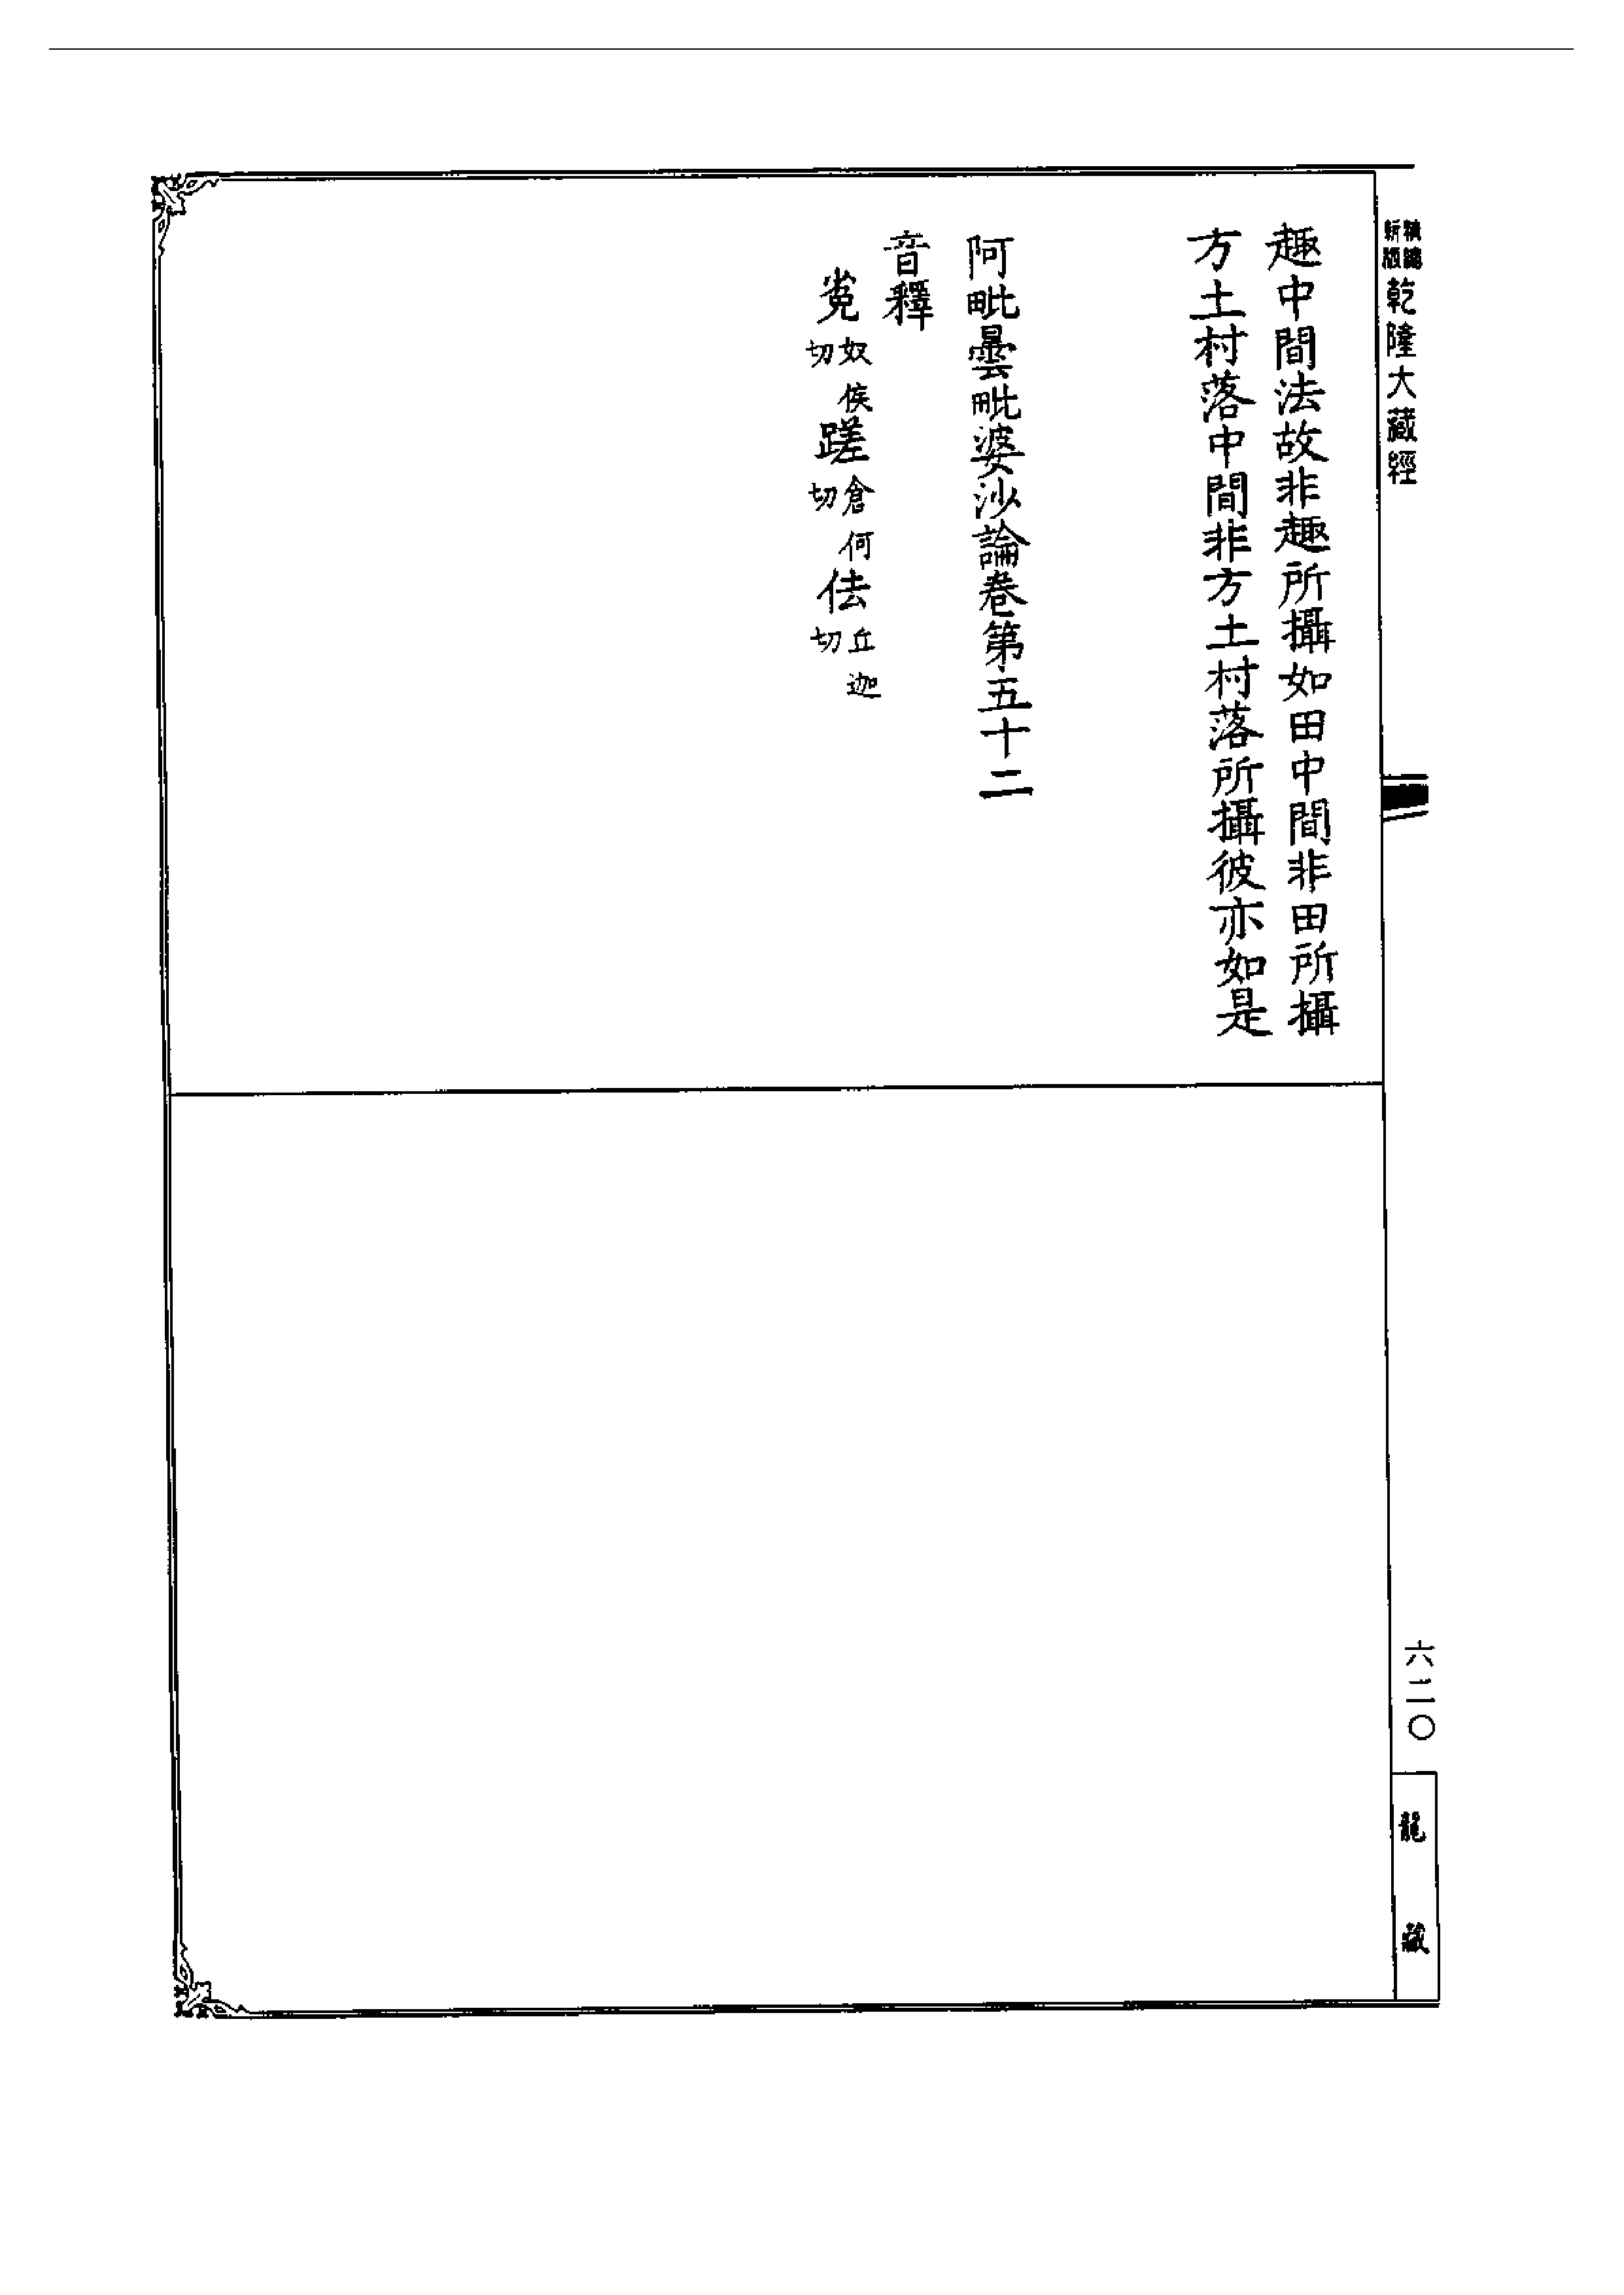 新編縮版 乾隆大藏經
趣中間法故非趣所攝如田中間非田所攝
方土村落中間非方土村落所攝彼亦如是
阿毗曇毗婆沙論卷第五十二
音釋
奴侯切 蹉倉何切 佉丘迦切
六二〇
龍藏